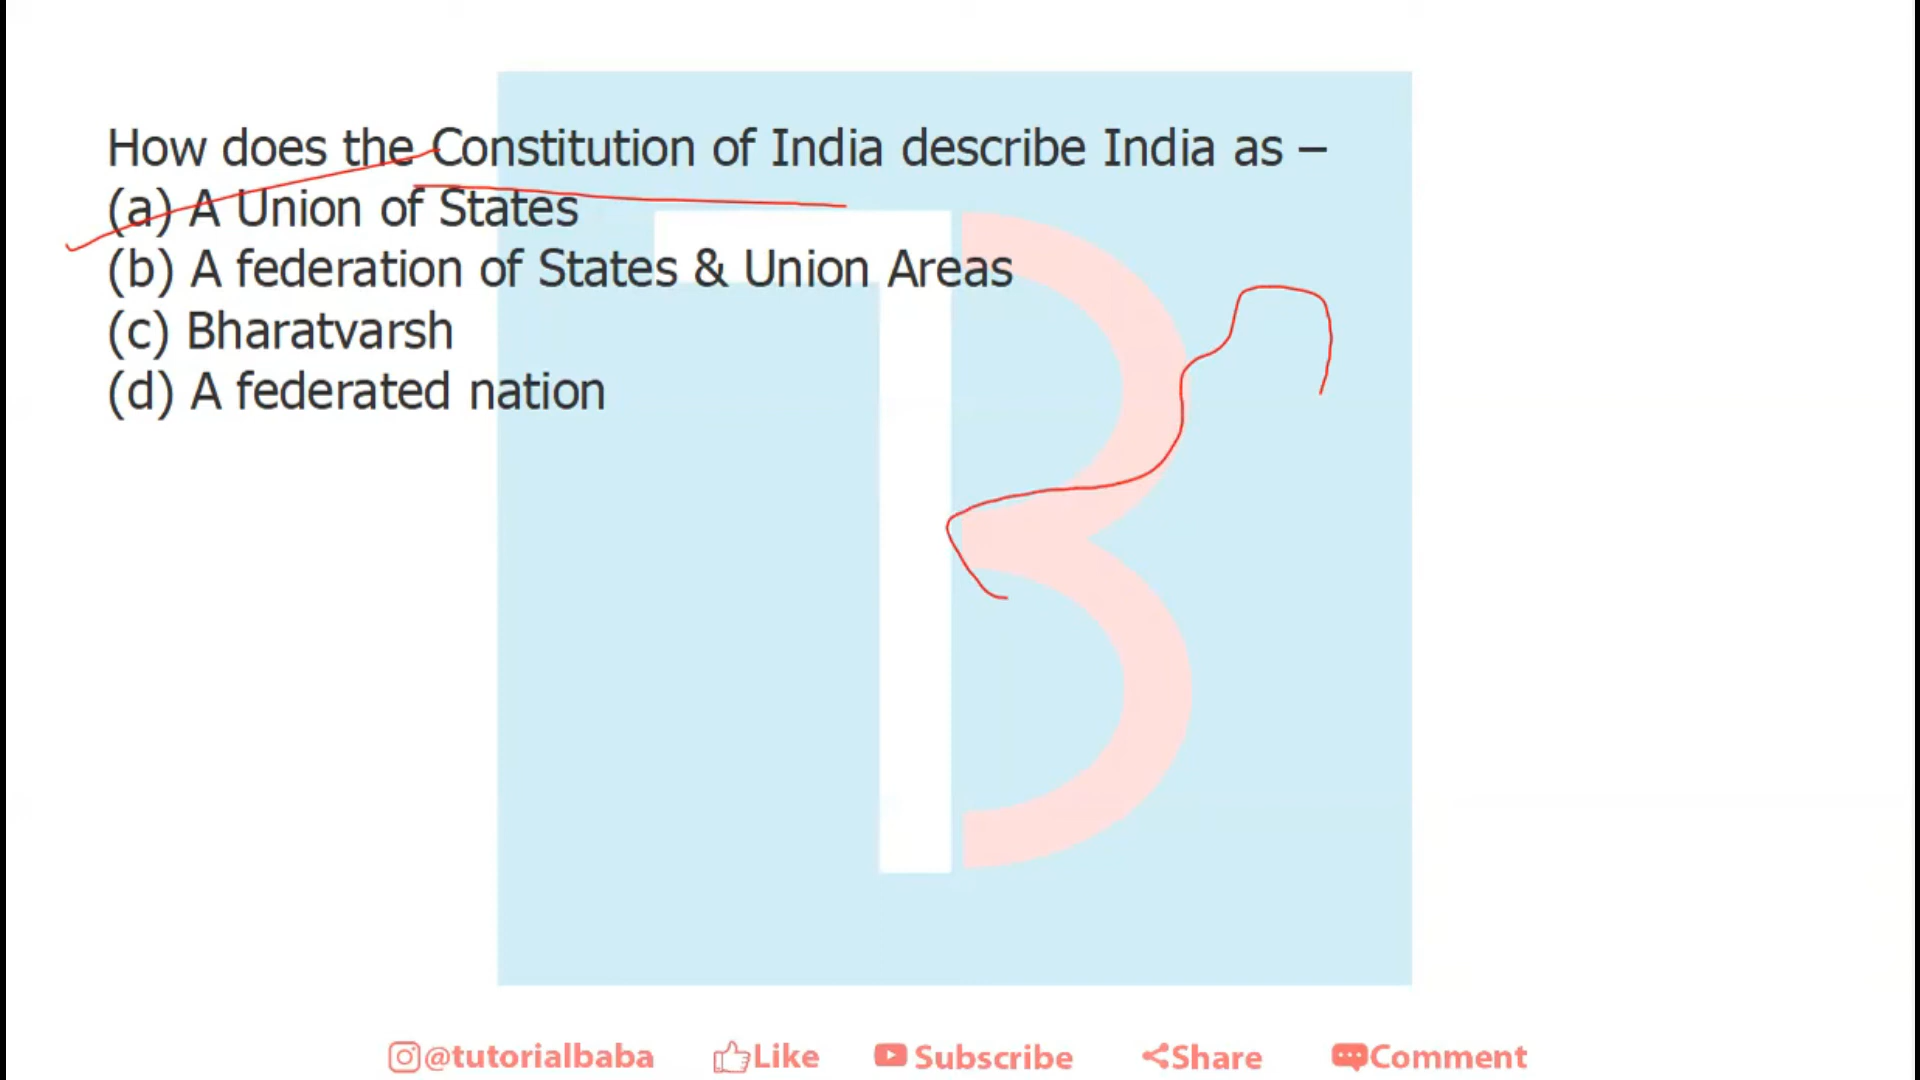 How does the Constitution of India describe India as –
(a) A Union of States
(b) A federation of States & Union Areas
(c) Bharatvarsh
(d) A federated nation
@tutorialbaba Like Subscribe Share Comment